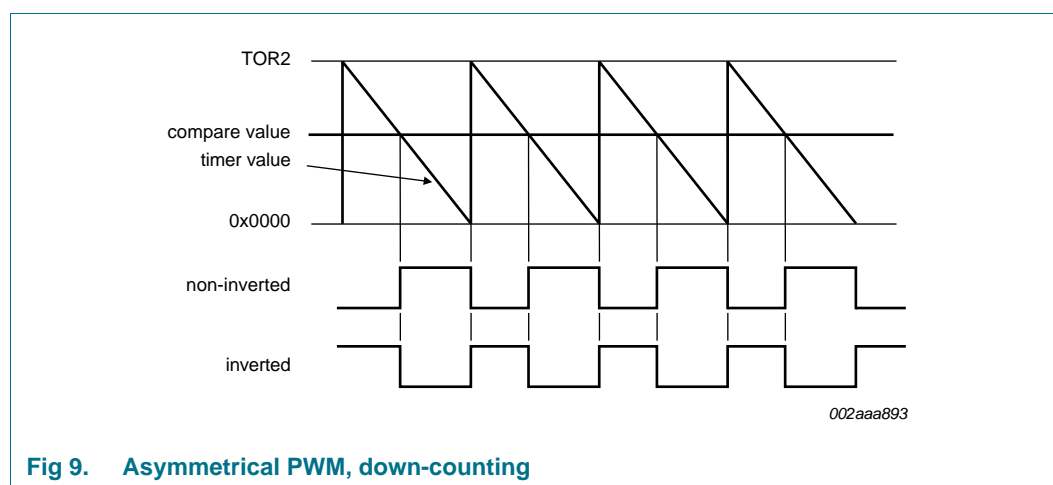 TOR2
compare value
timer value
0x0000
non-inverted
inverted
002aaa893
Fig 9. Asymmetrical PWM, down-counting